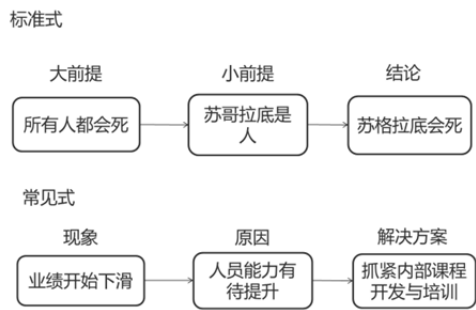 标准式
大前提 小前提 结论
所有人都会死
苏哥拉底是
人
苏格拉底会死
常见式
现象 原因 解决方案
业绩开始下滑
人员能力有
待提升
抓紧内部课程
开发与培训